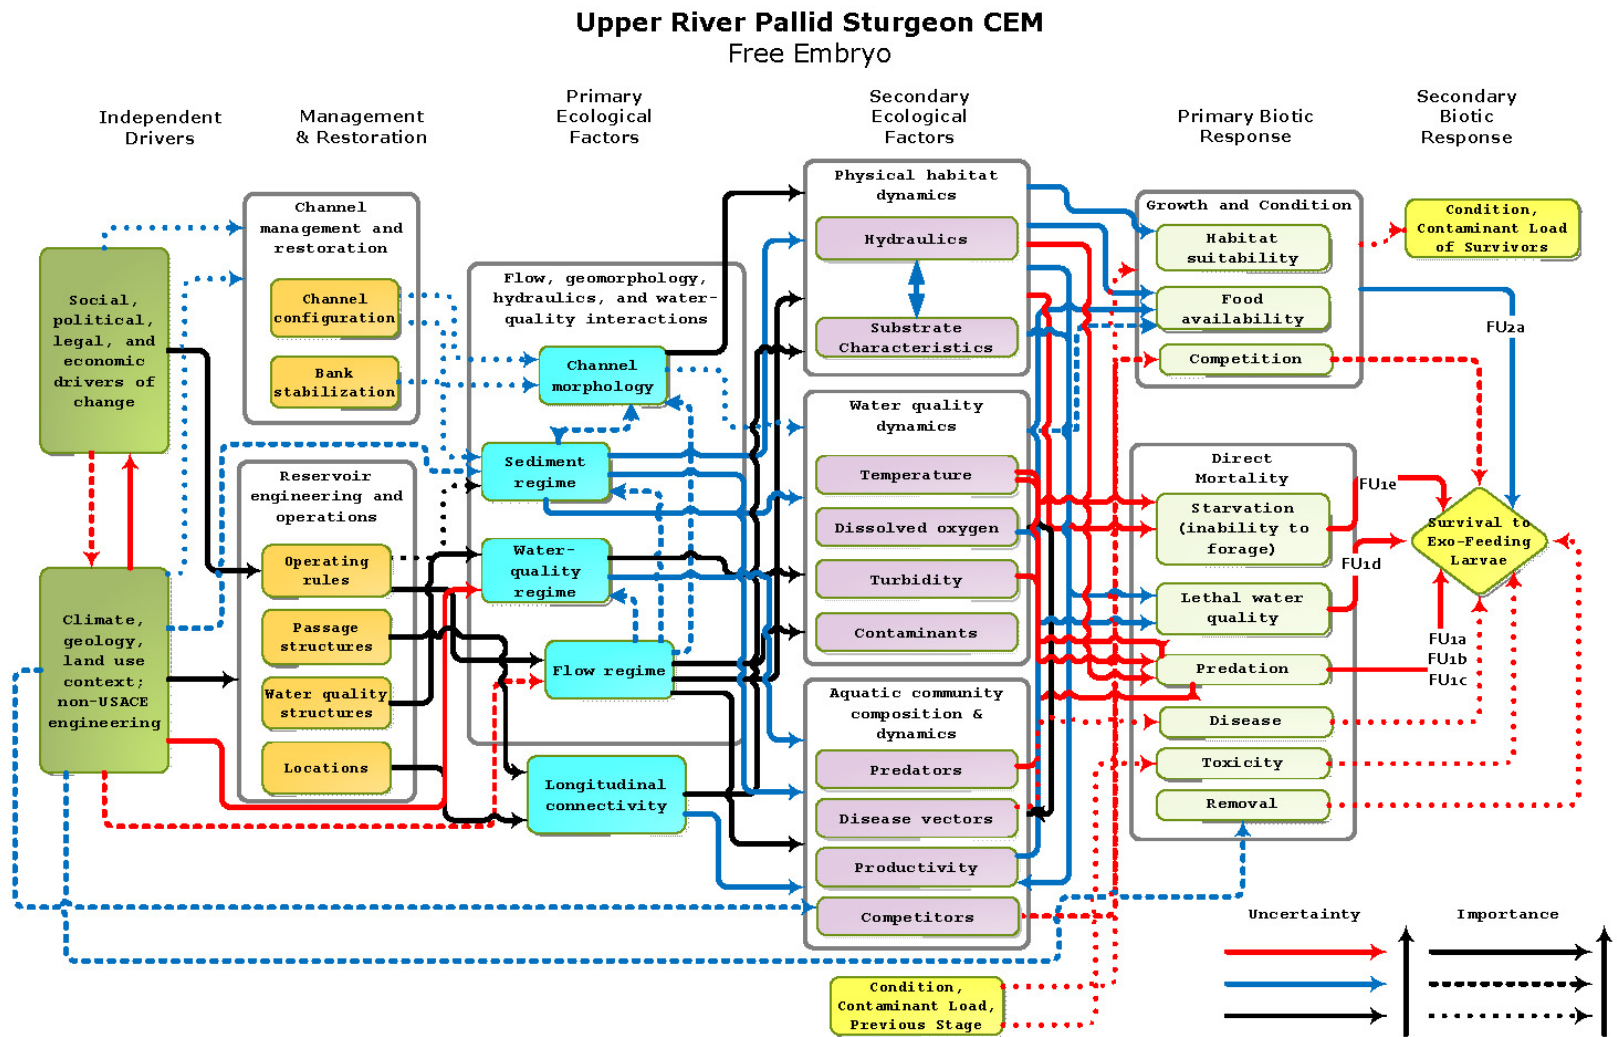 Upper River Pallid Sturgeon CEM
Free Embryo
Independent
Drivers
Management
& Restoration
Primary
Ecological
Factors
Secondary
Ecological
Factors
Primary Biotic
Response
Secondary
Biotic
Response
Social,
political,
legal, and
economic
drivers of
change
Climate,
geology,
land use
context;
non-USACE
engineering
Channel
management and
restoration
Channel
configuration
Bank
stabilization
Reservoir
engineering and
operations
Operating
rules
Passage
structures
Water quality
structures
Locations
Flow, geomorphology,
hydraulics, and water-
quality interactions
Channel
morphology
Sediment
regime
Water-
quality
regime
Flow regime
Longitudinal
connectivity
Physical habitat
dynamics
Hydraulics
Substrate
Characteristics
Water quality
dynamics
Temperature
Dissolved oxygen
Turbidity
Contaminants
Aquatic community
composition &
dynamics
Predators
Disease vectors
Productivity
Competitors
Condition,
Contaminant Load,
Previous Stage
Growth and Condition
Habitat
suitability
Food
availability
Competition
Direct
Mortality
Starvation
(inability to
forage)
Lethal water
quality
Predation
Disease
Toxicity
Removal
Condition,
Contaminant Load
of Survivors
FU2a
FU1e
FU1d
Survival to
Exo-Feeding
Larvae
FU1a
FU1b
FU1c
Uncertainty
Importance